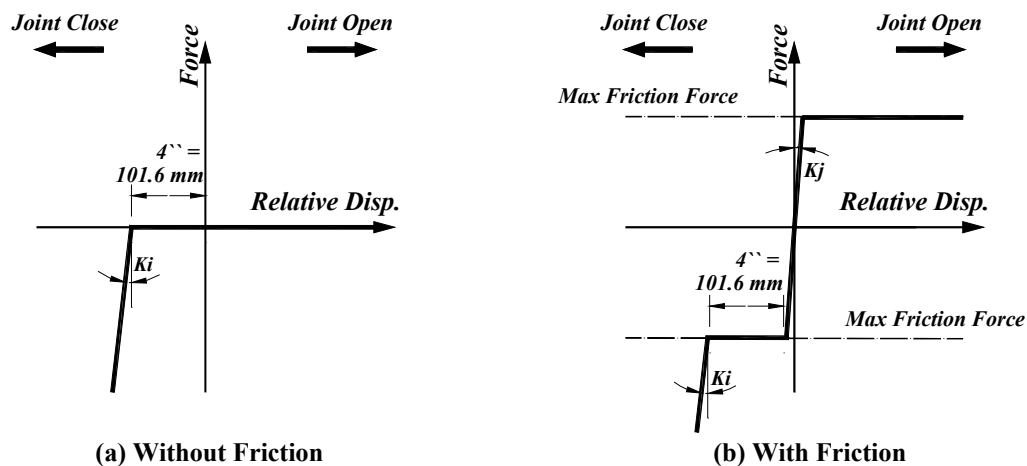 Joint Close
Joint Open
Force
4`` =
101.6 mm
Relative Disp.
Ki
(a) Without Friction
Joint Close
Joint Open
Force
Max Friction Force
Kj
Relative Disp.
4`` =
101.6 mm
Max Friction Force
Ki
(b) With Friction